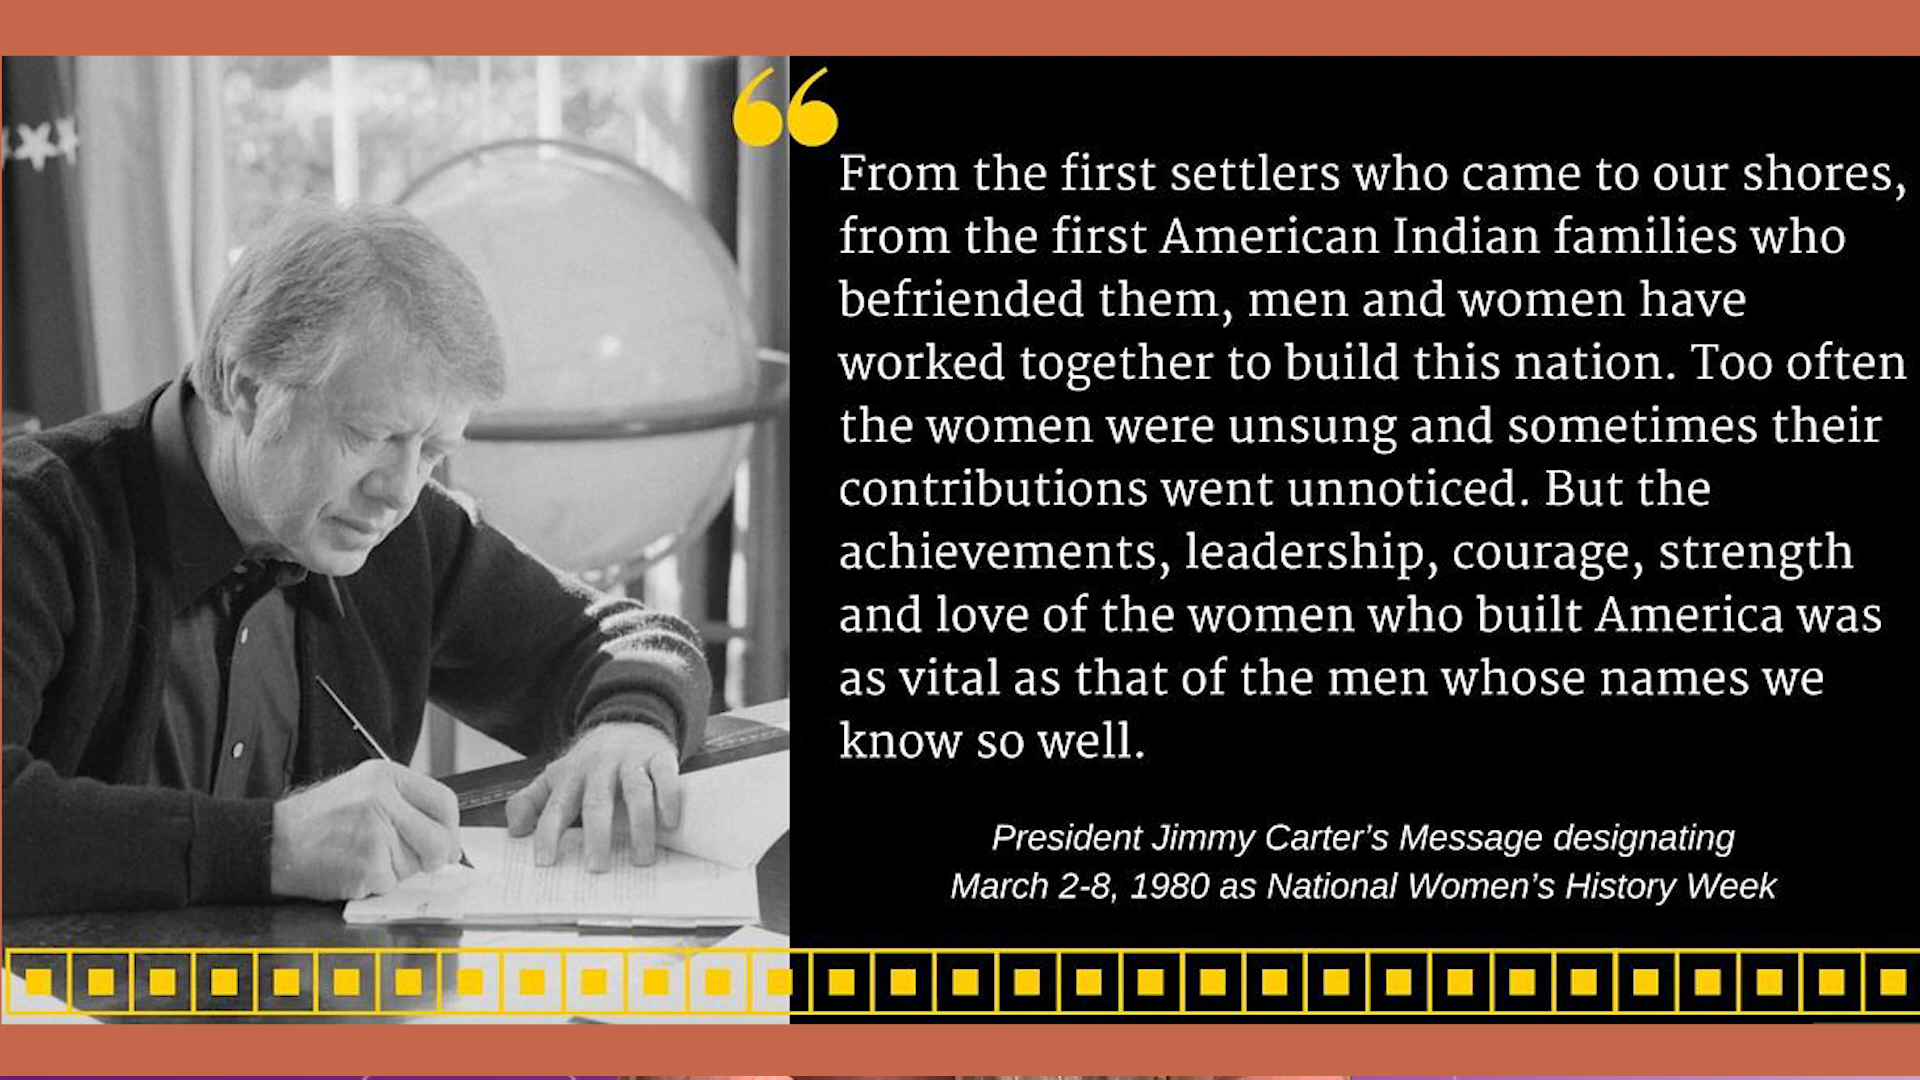 “
From the first settlers who came to our shores,
from the first American Indian families who
befriended them, men and women have
worked together to build this nation. Too often
the women were unsung and sometimes their
contributions went unnoticed. But the
achievements, leadership, courage, strength
and love of the women who built America was
as vital as that of the men whose names we
know so well.
President Jimmy Carter’s Message designating
March 2-8, 1980 as National Women’s History Week